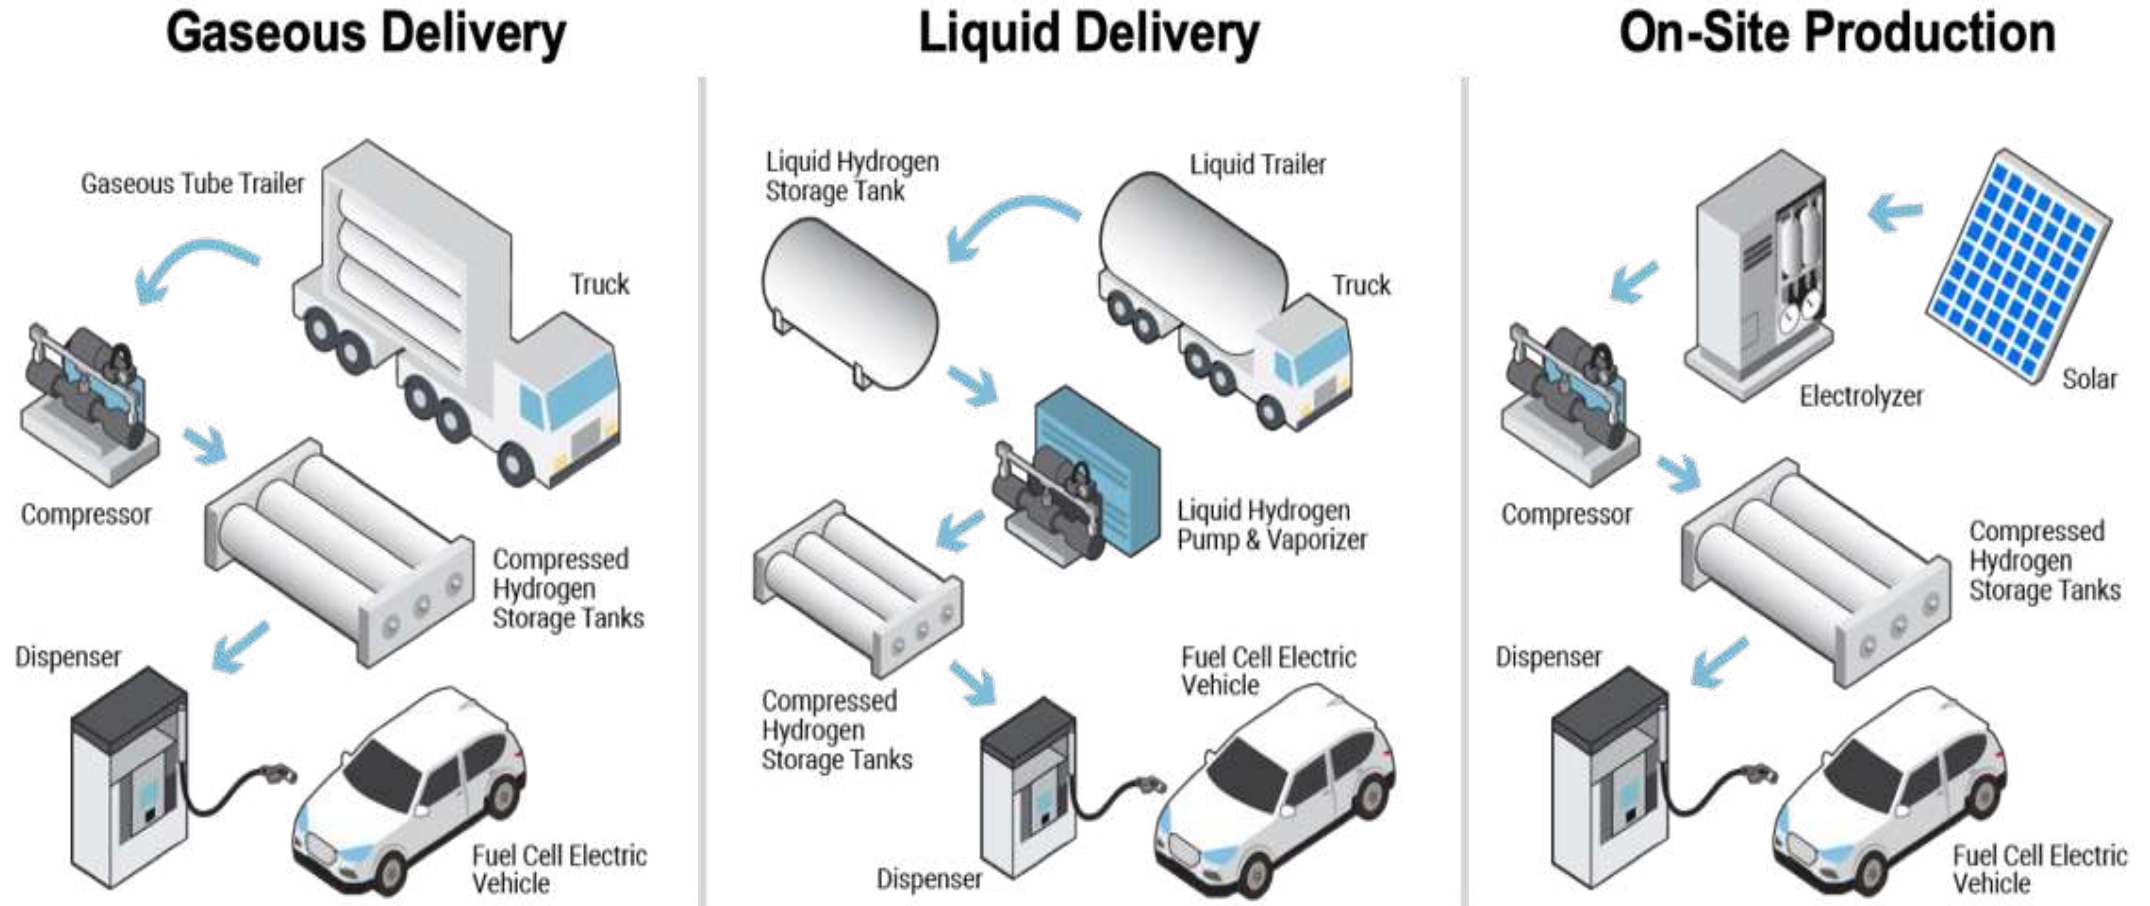 Gaseous Delivery
Gaseous Tube Trailer
Truck
Compressor
Compressed
Hydrogen
Storage Tanks
Dispenser
Fuel Cell Electric
Vehicle
Liquid Delivery
Liquid Hydrogen
Storage Tank
Liquid Trailer
Truck
Liquid Hydrogen
Pump & Vaporizer
Compressed
Hydrogen
Storage Tanks
Fuel Cell Electric
Vehicle
Dispenser
On-Site Production
Solar
Electrolyzer
Compressor
Compressed
Hydrogen
Storage Tanks
Dispenser
Fuel Cell Electric
Vehicle